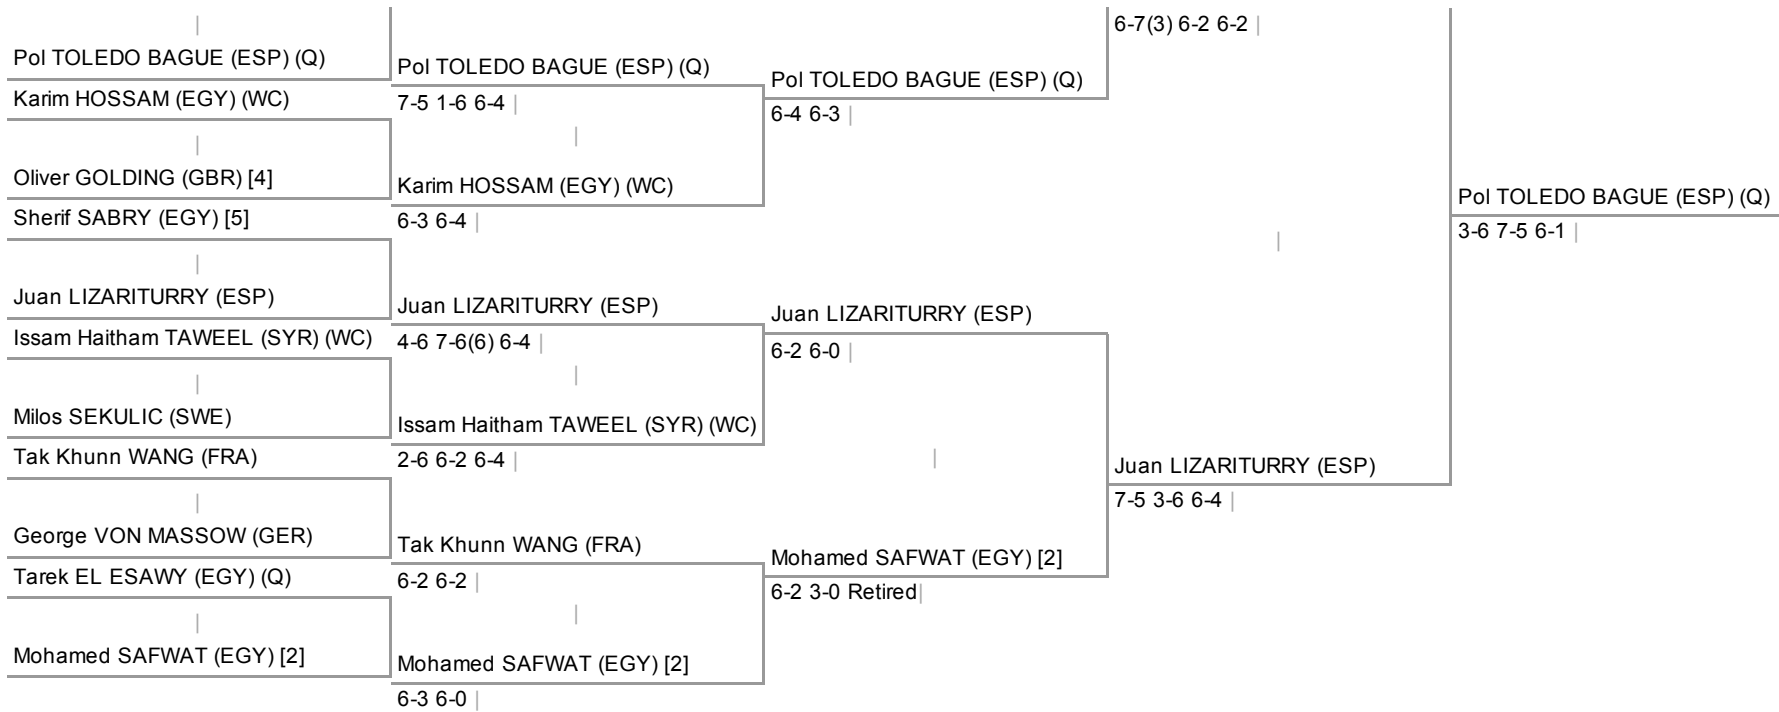 Pol TOLEDO BAGUE (ESP) (Q)
Karim HOSSAM (EGY) (WC)
Oliver GOLDING (GBR) [4]
Sherif SABRY (EGY) [5]
Juan LIZARITURRY (ESP)
Issam Haitham TAWEEL (SYR) (WC)
Milos SEKULIC (SWE)
Tak Khunn WANG (FRA)
George VON MASSOW (GER)
Tarek EL ESAWY (EGY) (Q)
Mohamed SAFWAT (EGY) [2]
Pol TOLEDO BAGUE (ESP) (Q)
7-5 1-6 6-4 |
Karim HOSSAM (EGY) (WC)
6-3 6-4 |
Juan LIZARITURRY (ESP)
4-6 7-6(6) 6-4 |
Issam Haitham TAWEEL (SYR) (WC)
2-6 6-2 6-4 |
Tak Khunn WANG (FRA)
6-2 6-2 |
Mohamed SAFWAT (EGY) [2]
6-3 6-0 |
Pol TOLEDO BAGUE (ESP) (Q)
6-4 6-3 |
Juan LIZARITURRY (ESP)
6-2 6-0 |
Mohamed SAFWAT (EGY) [2]
6-2 3-0 Retired|
6-7(3) 6-2 6-2 |
Juan LIZARITURRY (ESP)
7-5 3-6 6-4 |
Pol TOLEDO BAGUE (ESP) (Q)
3-6 7-5 6-1 |